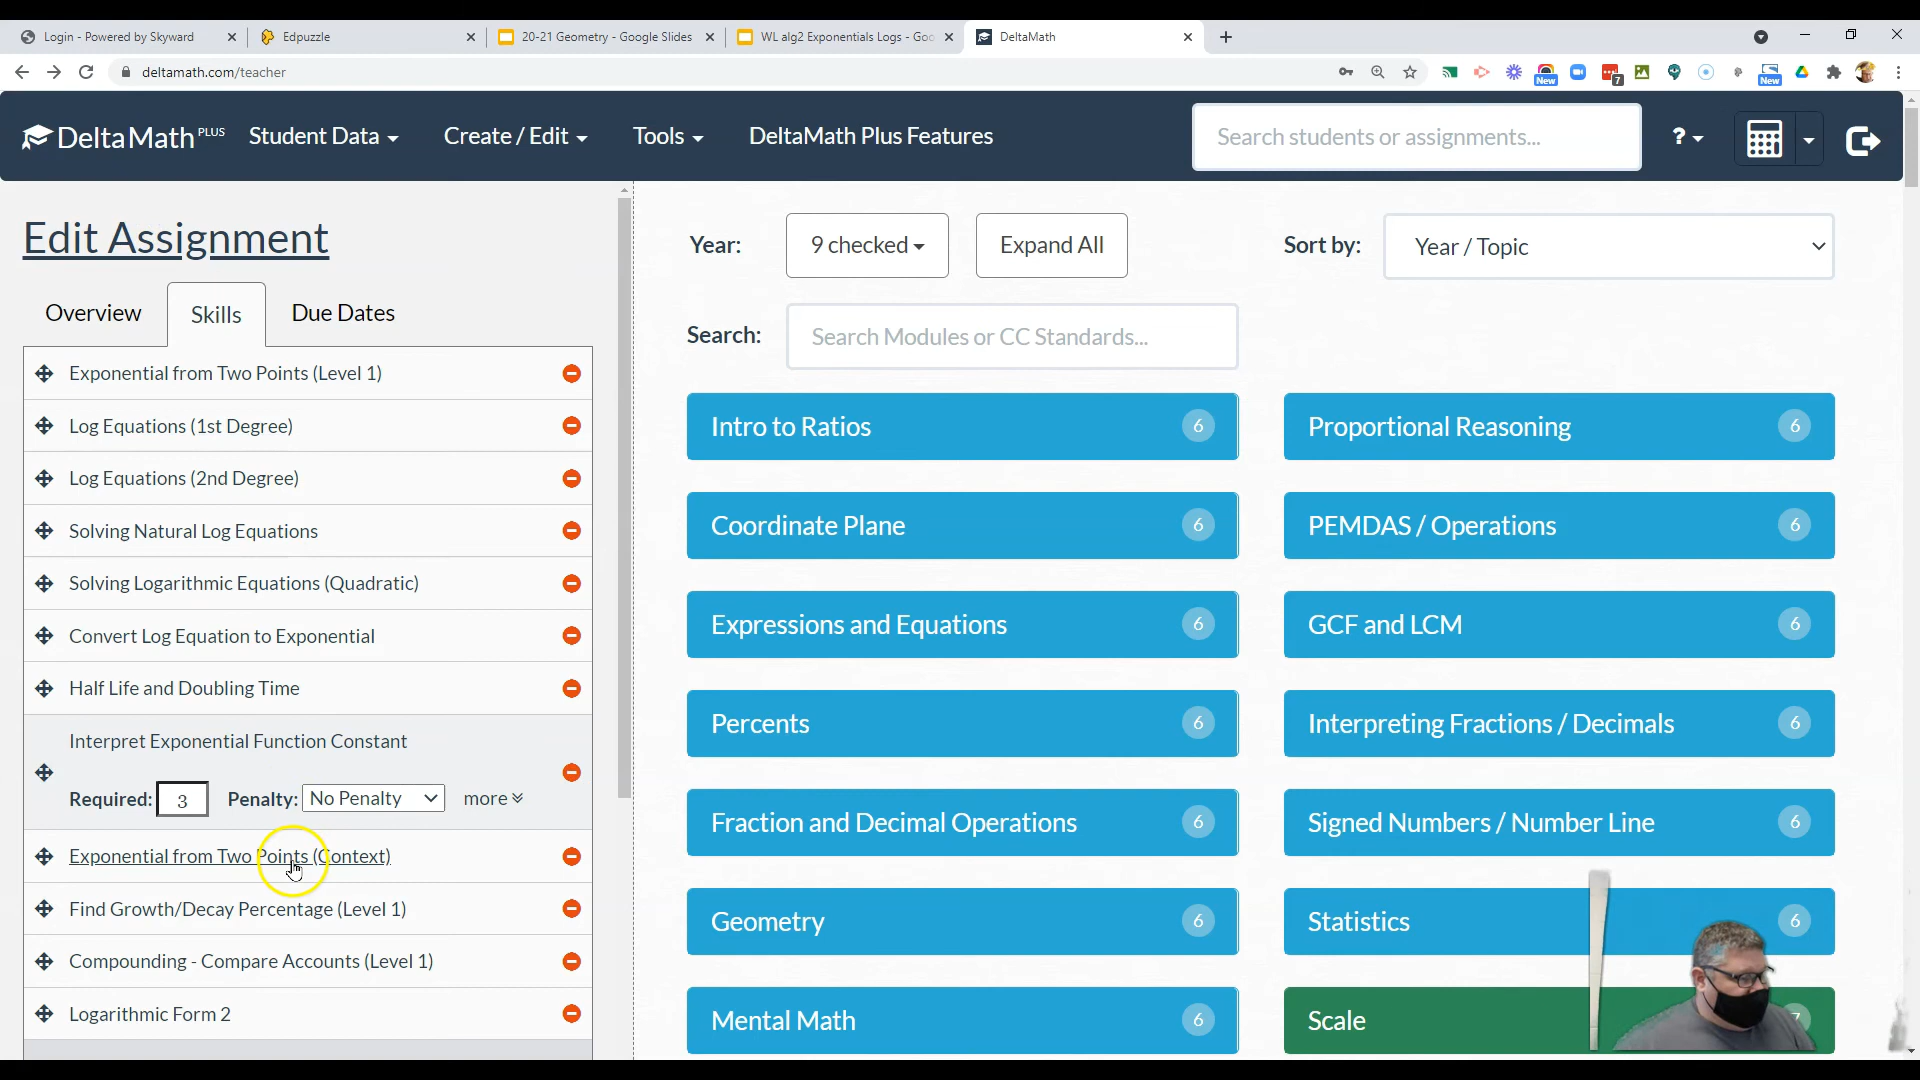 Login - Powered by Skyward
Edpuzzle
20-21 Geometry - Google Slides
WL alg2 Exponentials Logs - Goo
DeltaMath
deltamath.com/teacher
New
7
New
DeltaMath PLUS
Student Data
Create / Edit
Tools
DeltaMath Plus Features
Search students or assignments...
?
Edit Assignment
Overview
Skills
Due Dates
Exponential from Two Points (Level 1)
Log Equations (1st Degree)
Log Equations (2nd Degree)
Solving Natural Log Equations
Solving Logarithmic Equations (Quadratic)
Convert Log Equation to Exponential
Half Life and Doubling Time
Interpret Exponential Function Constant
Required: 3 Penalty: No Penalty more
Exponential from Two Points (Context)
Find Growth/Decay Percentage (Level 1)
Compounding - Compare Accounts (Level 1)
Logarithmic Form 2
Year: 9 checked Expand All Sort by: Year / Topic
Search: Search Modules or CC Standards...
Intro to Ratios 6
Proportional Reasoning 6
Coordinate Plane 6
PEMDAS / Operations 6
Expressions and Equations 6
GCF and LCM 6
Percents 6
Interpreting Fractions / Decimals 6
Fraction and Decimal Operations 6
Signed Numbers / Number Line 6
Geometry 6
Statistics 6
Mental Math 6
Scale 7